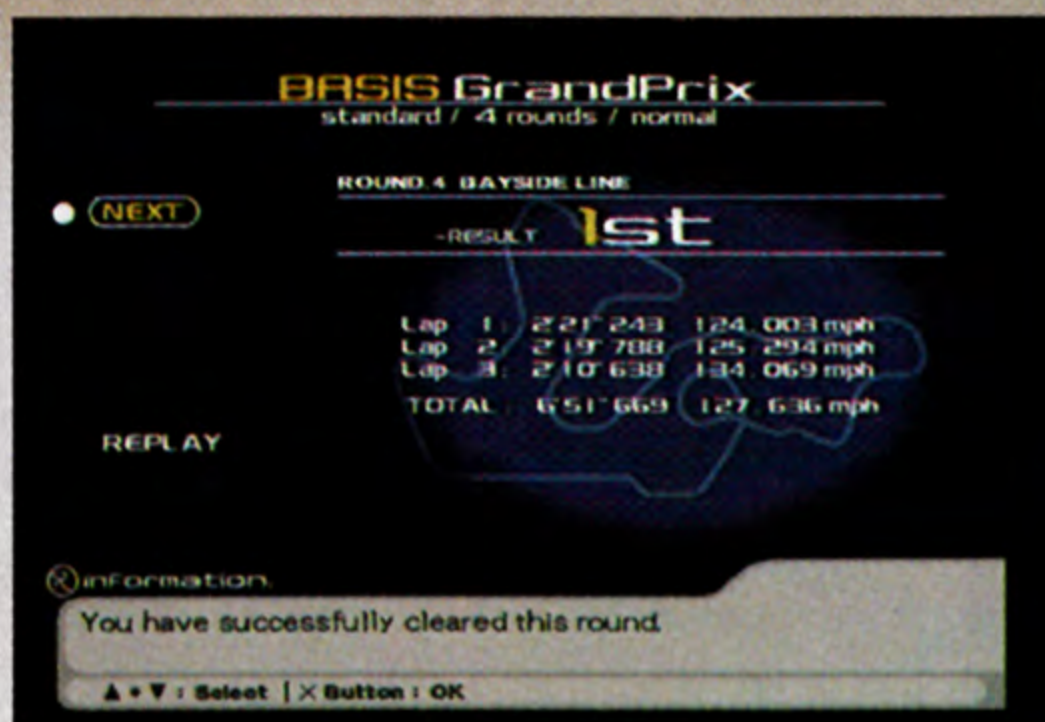 BASIS GrandPrix
standard / 4 rounds / normal
ROUND.4 BAYSIDE LINE
NEXT
-RESULT 1st
Lap 1: 2'21"243 124.003 mph
Lap 2: 2'19"788 125.294 mph
Lap 3: 2'10"638 134.069 mph
TOTAL: 6'51"669 127.636 mph
REPLAY
information.
You have successfully cleared this round.
▲•▼: Select | ✕ Button: OK